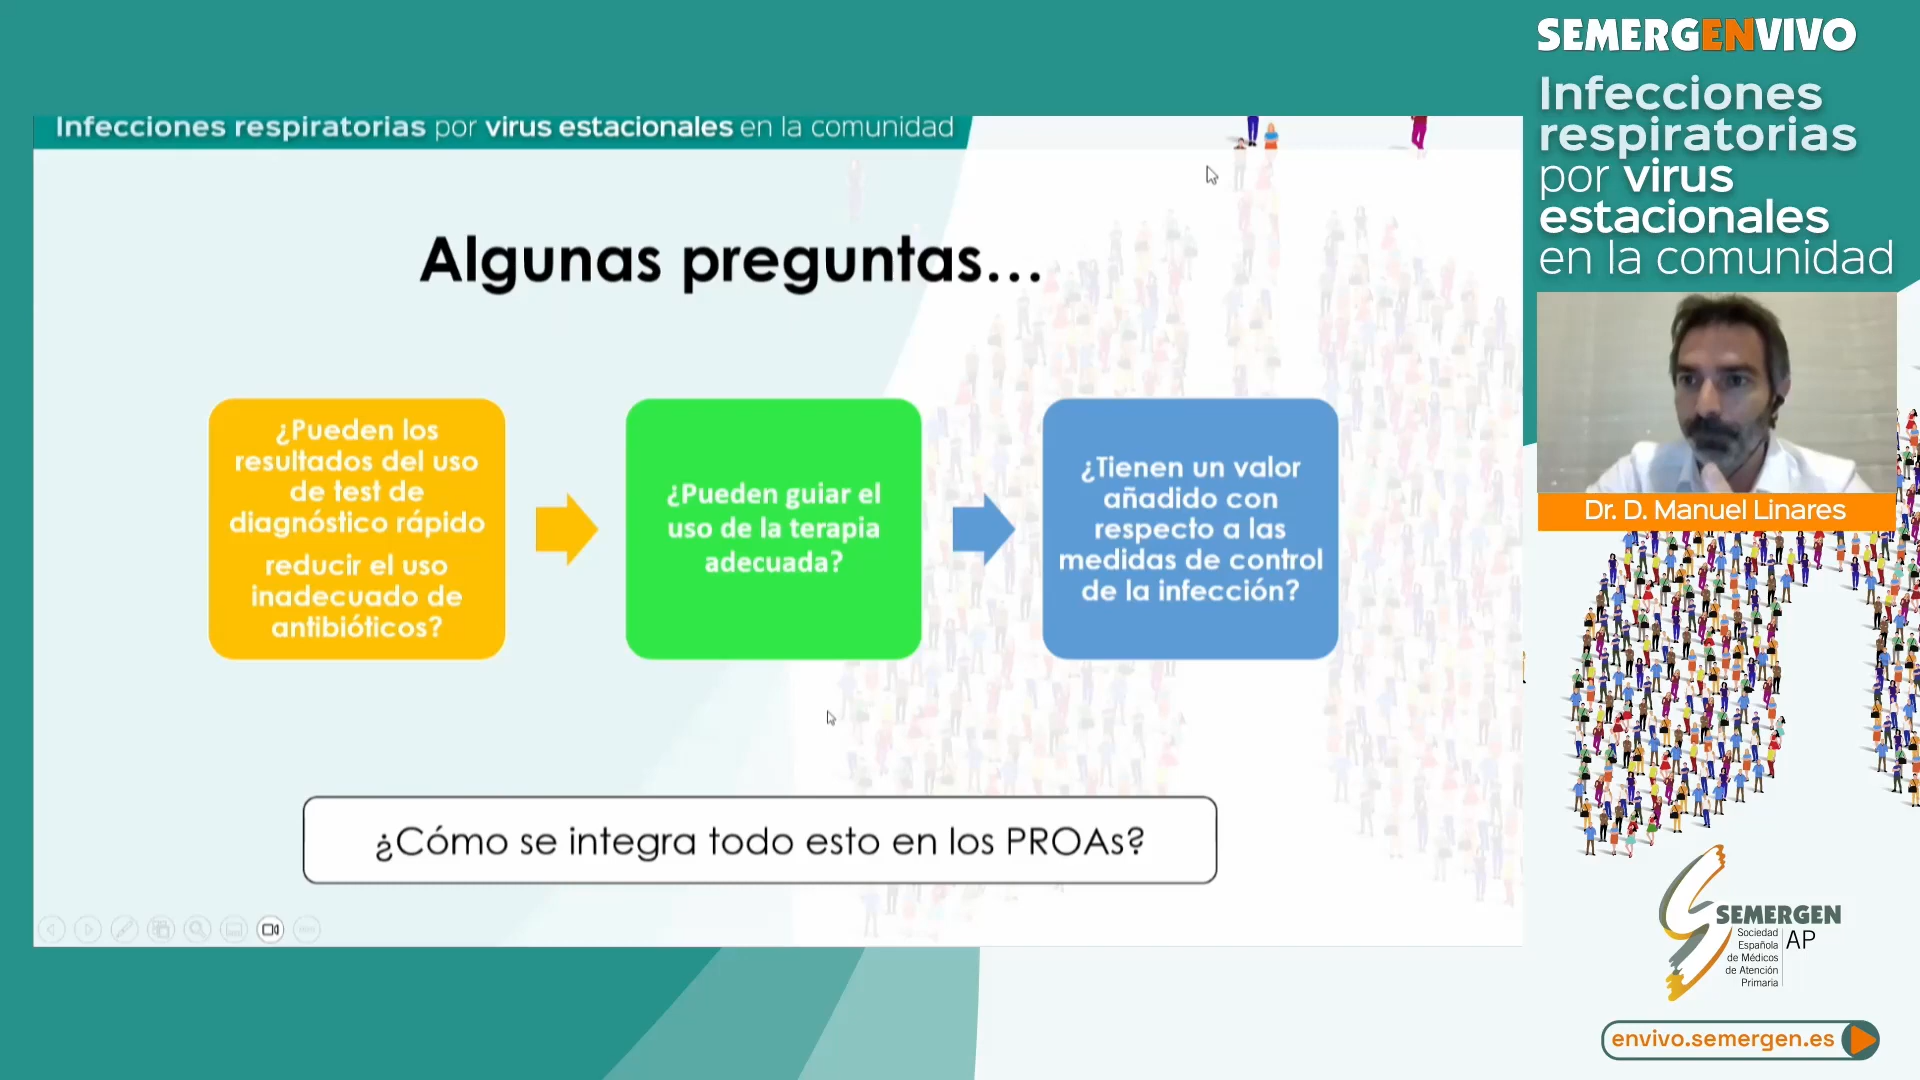 Infecciones respiratorias por virus estacionales en la comunidad
Algunas preguntas...
¿Pueden los
resultados del uso
de test de
diagnóstico rápido
reducir el uso
inadecuado de
antibióticos?
¿Pueden guiar el
uso de la terapia
adecuada?
¿Tienen un valor
añadido con
respecto a las
medidas de control
de la infección?
¿Cómo se integra todo esto en los PROAs?
SEMERGENVIVO
Infecciones
respiratorias
por virus
estacionales
en la comunidad
Dr. D. Manuel Linares
SEMERGEN
Sociedad
Española
de Médicos
de Atención
Primaria
AP
envivo.semergen.es